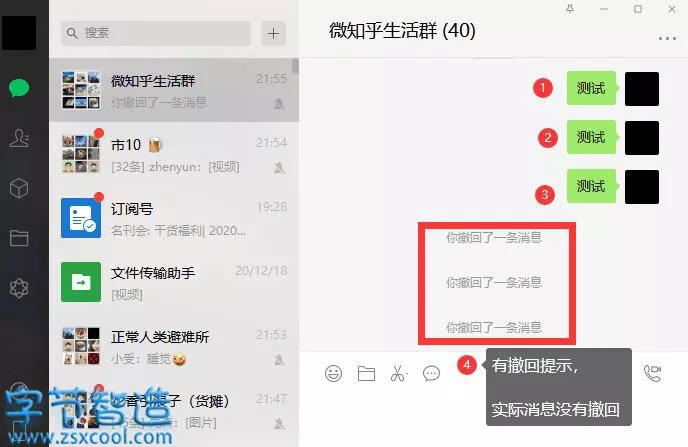 搜索
微知乎生活群
21:55
你撤回了一条消息
市10
21:54
[32条] zhenyun: [视频]
订阅号
19:28
名刊会: 干货福利| 2020...
文件传输助手
20/12/18
[视频]
正常人类避难所
21:53
小受: 睡觉
21:47
[图片]
字节智造
www.zsxcool.com
微知乎生活群 (40)
1
测试
2
测试
3
测试
你撤回了一条消息
你撤回了一条消息
你撤回了一条消息
4
有撤回提示,
实际消息没有撤回